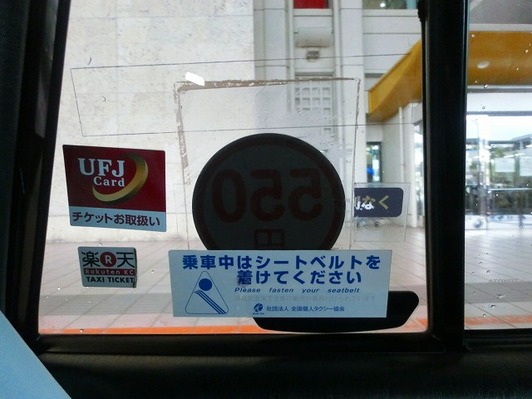 UFJ
Card
チケットお取扱い
楽天
Rakuten KC
TAXI TICKET
550
なく
乗車中はシートベルトを
着けてください
Please fasten your seatbelt
社団法人 全国個人タクシー協会